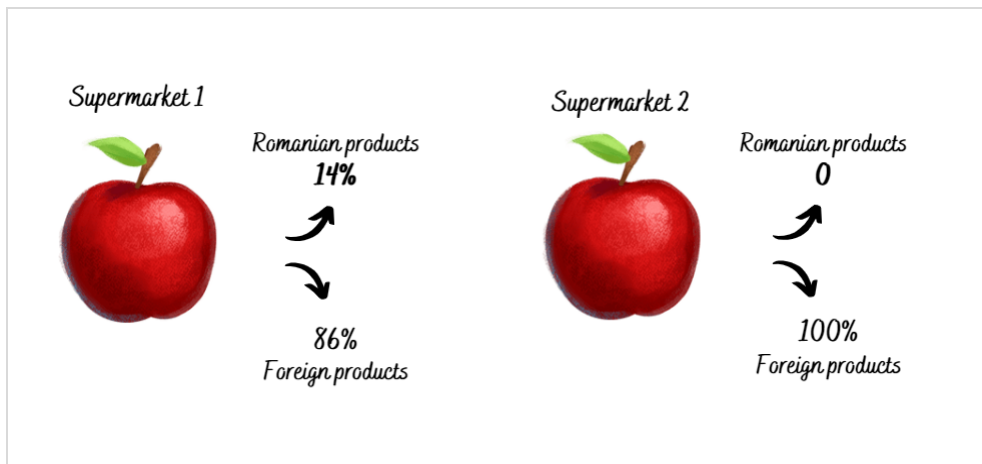 Supermarket 1
Romanian products
14%
86%
Foreign products
Supermarket 2
Romanian products
0
100%
Foreign products